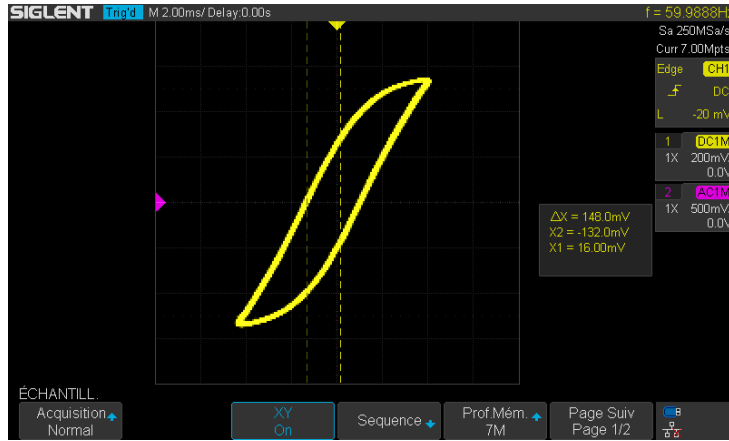 SIGLENT Trig'd M 2.00ms/ Delay:0.00s f = 59.9888H
Sa 250MSa/s
Curr 7.00Mpts
Edge CH1
DC
L -20 mV
1 DC1M
1X 200mV
0.0V
2 AC1M
1X 500mV
0.0V
ΔX = 148.0mV
X2 = -132.0mV
X1 = 16.00mV
ÉCHANTILL.
Acquisition
Normal
XY
On
Sequence
Prof.Mém.
7M
Page Suiv
Page 1/2